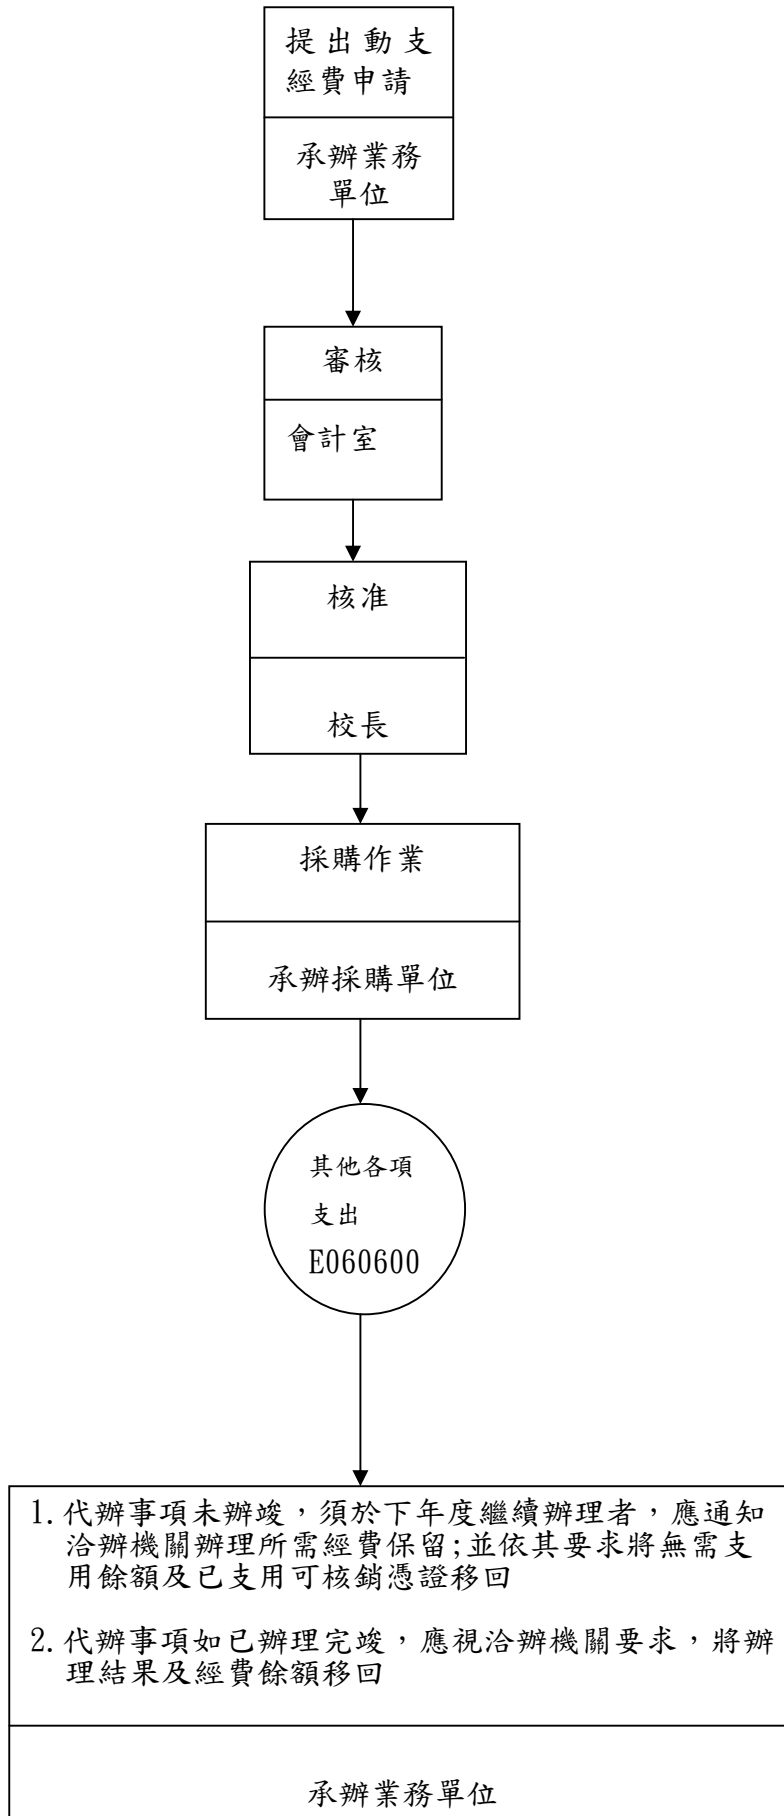 提出動支
經費申請
承辦業務
單位
審核
會計室
核准
校長
採購作業
承辦採購單位
其他各項
支出
E060600
1.代辦事項未辦竣，須於下年度繼續辦理者，應通知
洽辦機關辦理所需經費保留;並依其要求將無需支
用餘額及已支用可核銷憑證移回
2.代辦事項如已辦理完竣，應視洽辦機關要求，將辦
理結果及經費餘額移回
承辦業務單位